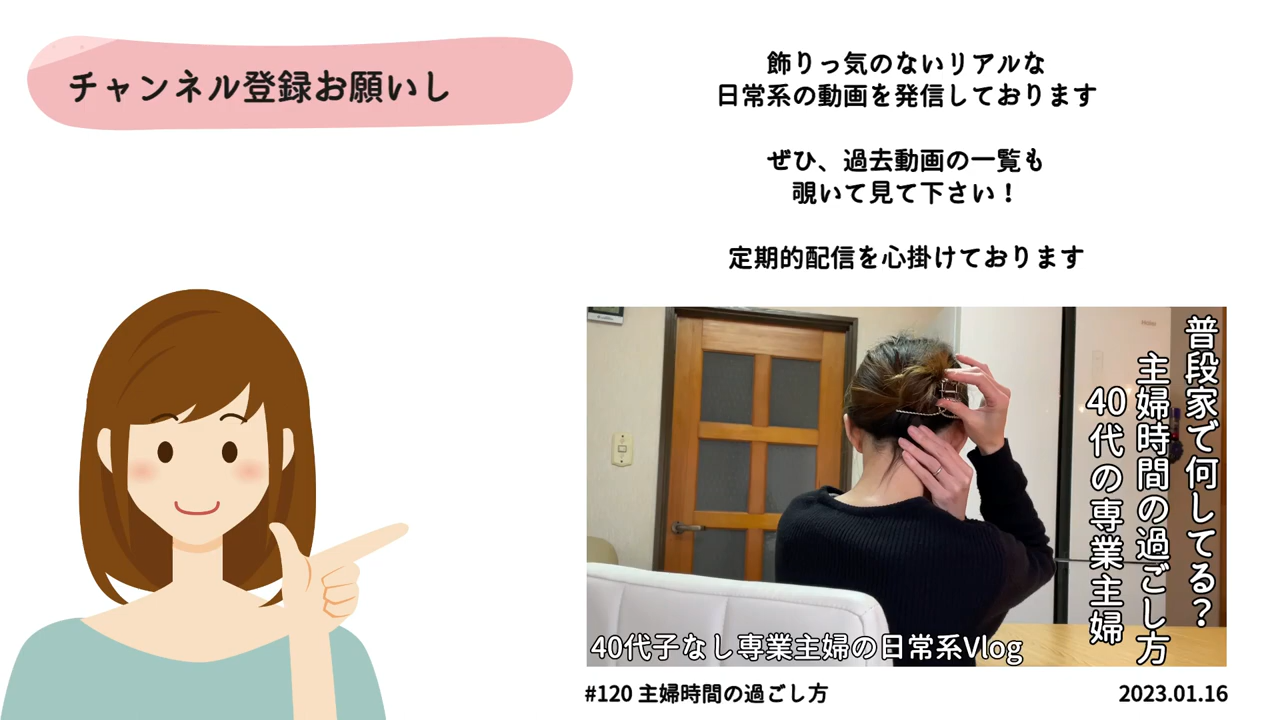 チャンネル登録お願いし
飾りっ気のないリアルな
日常系の動画を発信しております
ぜひ、過去動画の一覧も
覗いて見て下さい！
定期的配信を心掛けております
普段家で何してる？
主婦時間の過ごし方
40代の専業主婦
40代子なし専業主婦の日常系Vlog
#120 主婦時間の過ごし方
2023.01.16